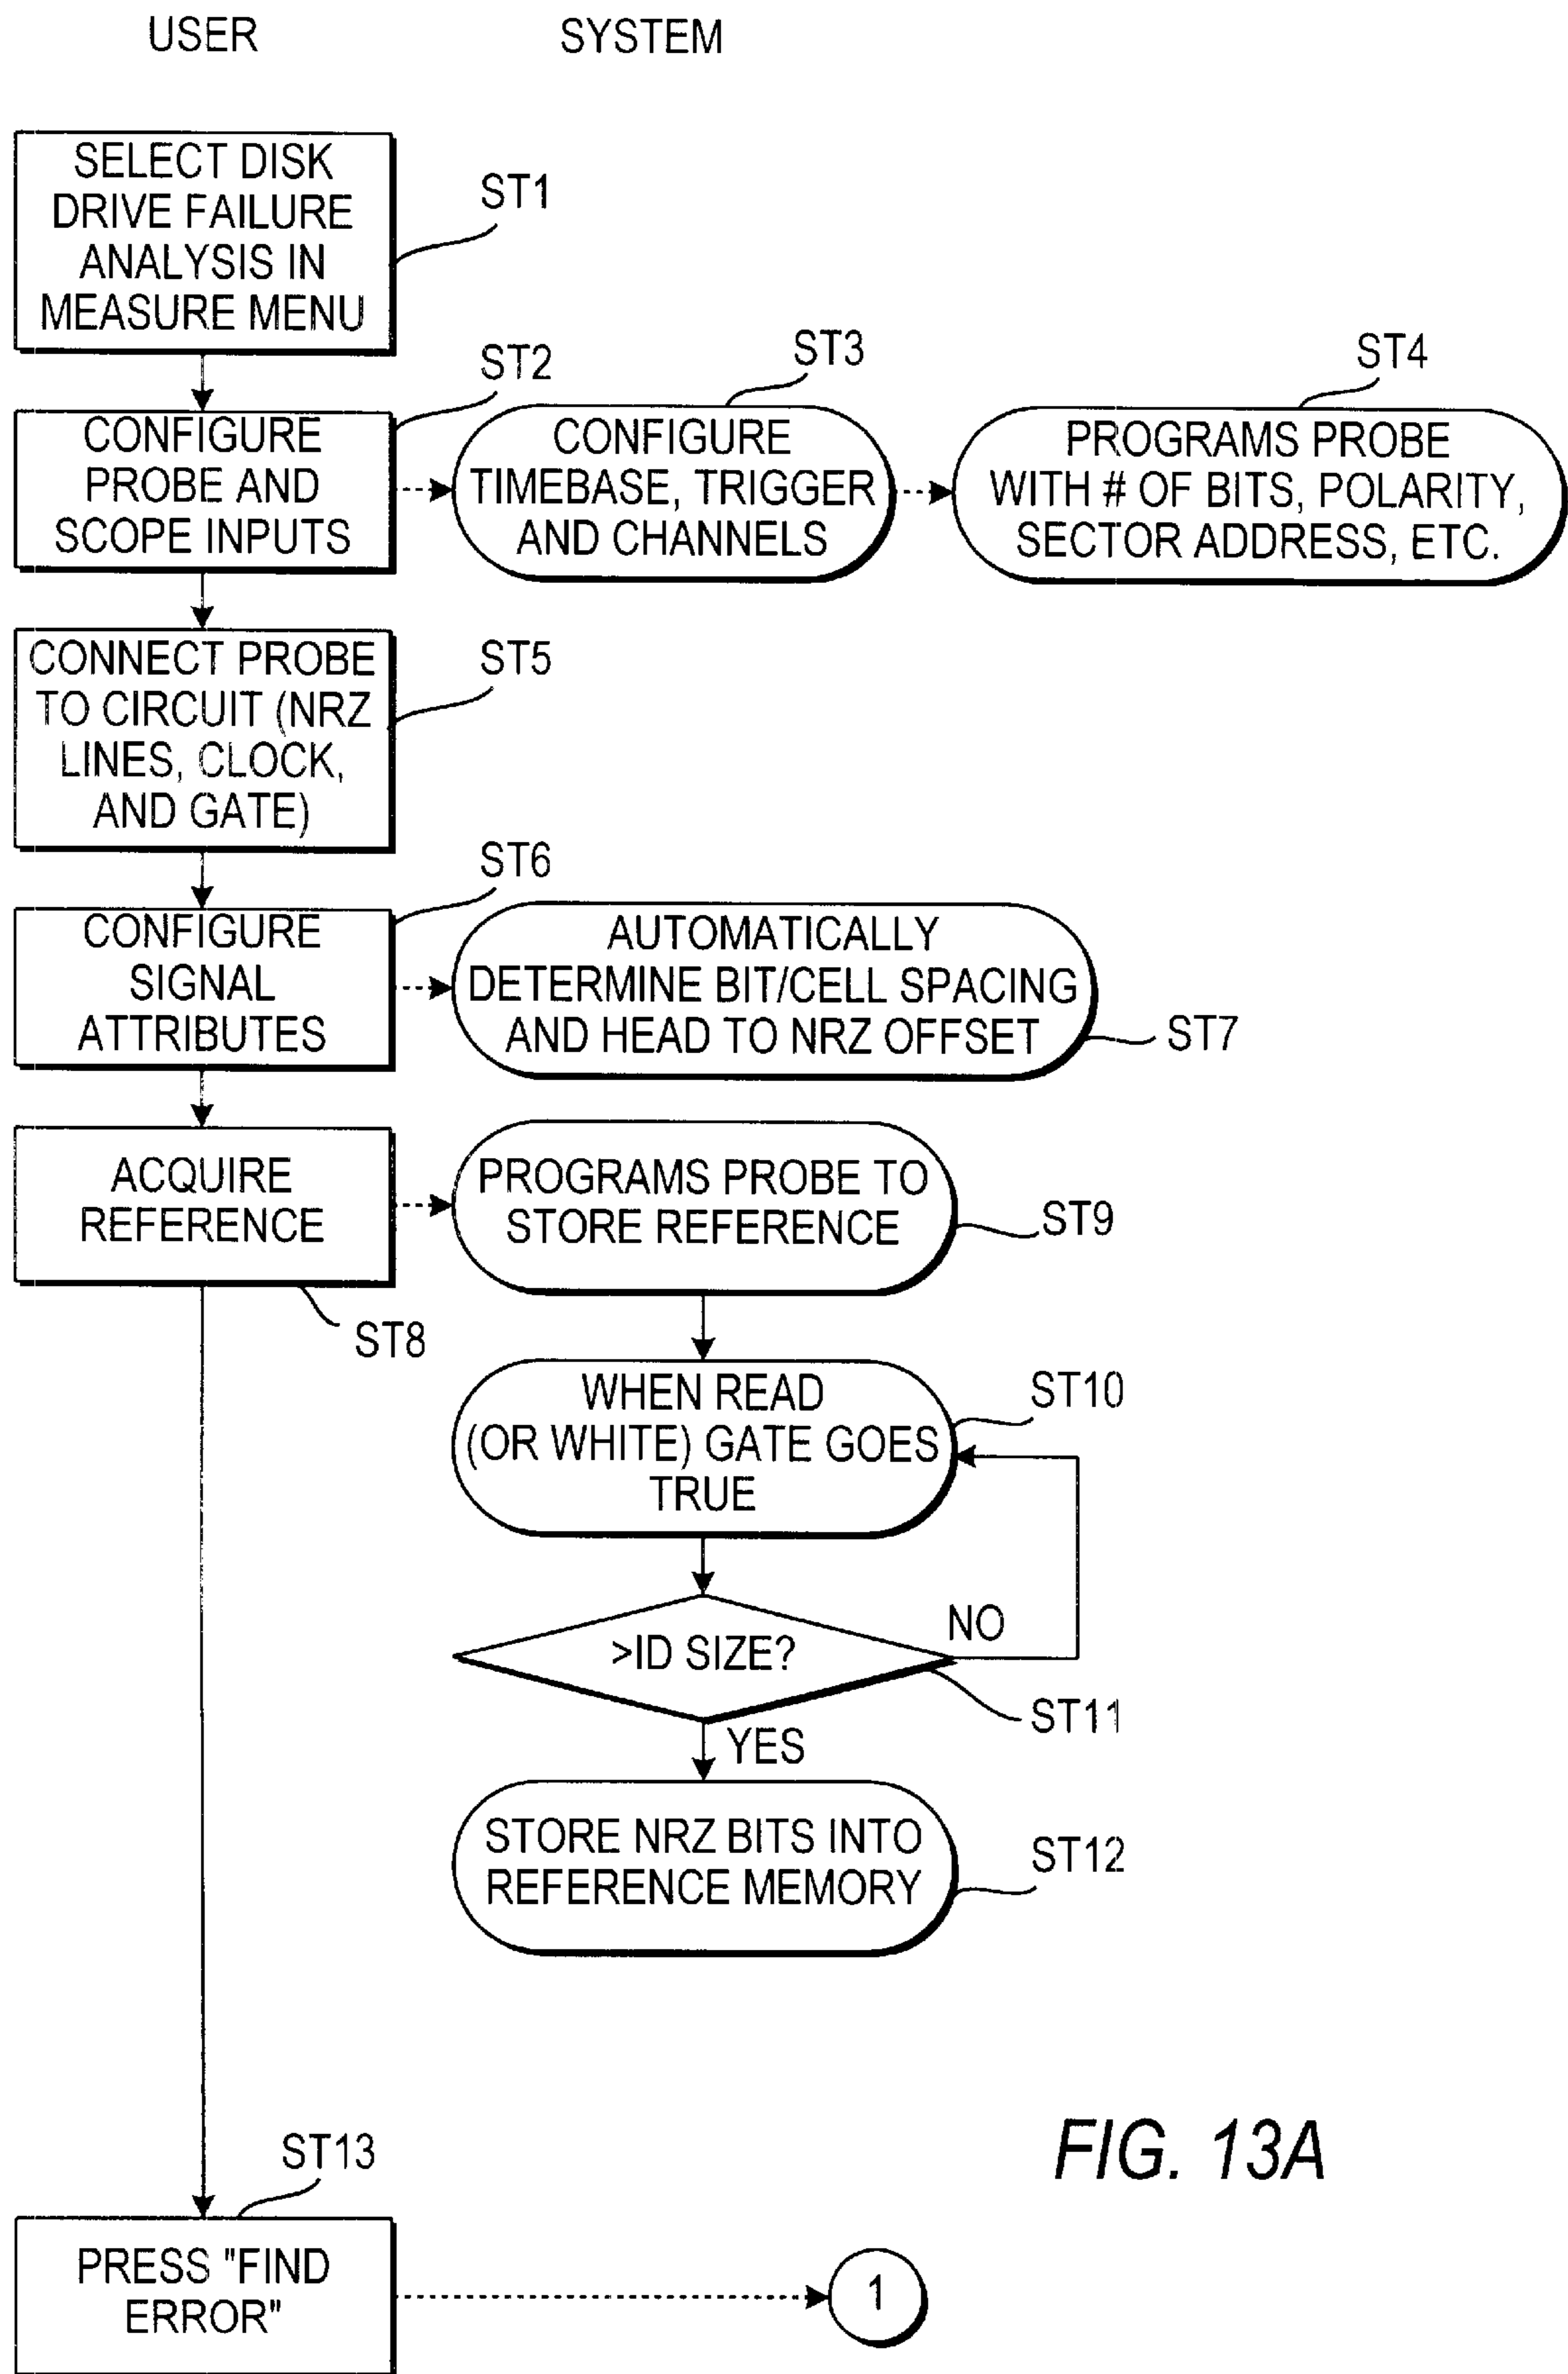 USER
SYSTEM
SELECT DISK
DRIVE FAILURE
ANALYSIS IN
MEASURE MENU
ST1
CONFIGURE
PROBE AND
SCOPE INPUTS
ST2
CONFIGURE
TIMEBASE, TRIGGER
AND CHANNELS
ST3
PROGRAMS PROBE
WITH # OF BITS, POLARITY,
SECTOR ADDRESS, ETC.
ST4
CONNECT PROBE
TO CIRCUIT (NRZ
LINES, CLOCK,
AND GATE)
ST5
CONFIGURE
SIGNAL
ATTRIBUTES
ST6
AUTOMATICALLY
DETERMINE BIT/CELL SPACING
AND HEAD TO NRZ OFFSET
ST7
ACQUIRE
REFERENCE
ST8
PROGRAMS PROBE TO
STORE REFERENCE
ST9
WHEN READ
(OR WHITE) GATE GOES
TRUE
ST10
>ID SIZE?
NO
ST11
YES
STORE NRZ BITS INTO
REFERENCE MEMORY
ST12
ST13
PRESS "FIND
ERROR"
1
FIG. 13A